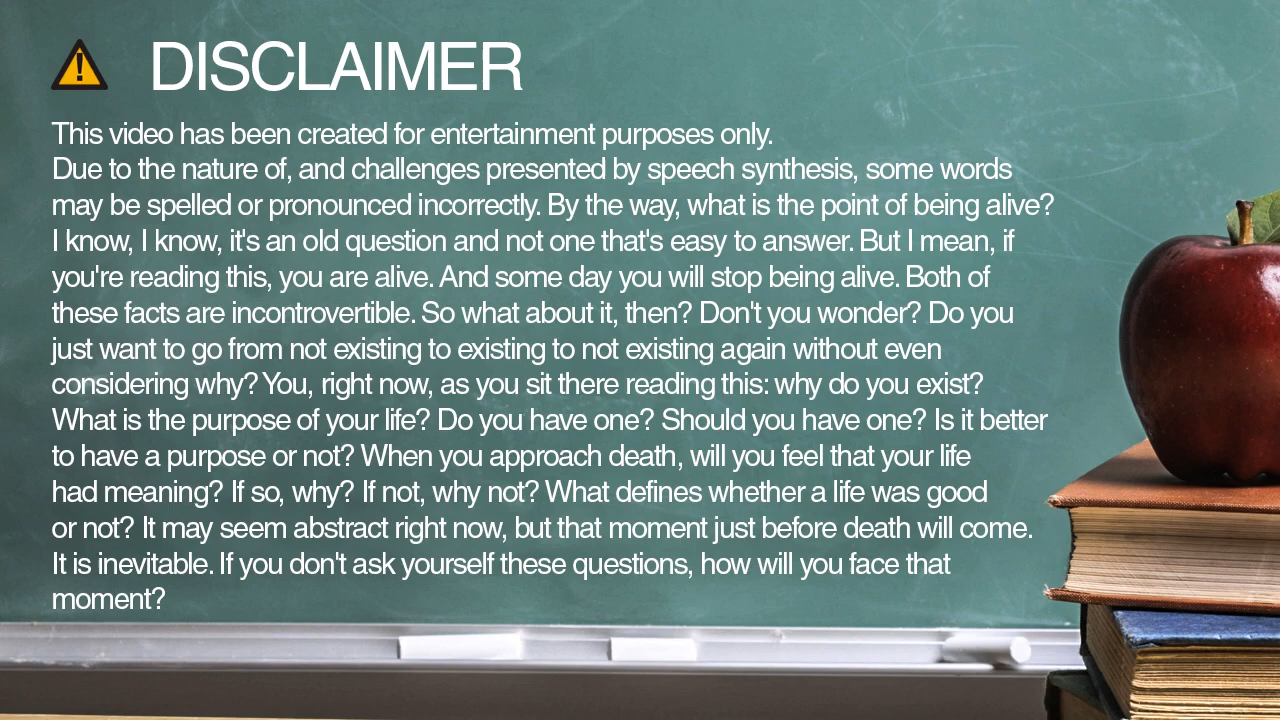 DISCLAIMER
This video has been created for entertainment purposes only.
Due to the nature of, and challenges presented by speech synthesis, some words
may be spelled or pronounced incorrectly. By the way, what is the point of being alive?
I know, I know, it's an old question and not one that's easy to answer. But I mean, if
you're reading this, you are alive. And some day you will stop being alive. Both of
these facts are incontrovertible. So what about it, then? Don't you wonder? Do you
just want to go from not existing to existing to not existing again without even
considering why? You, right now, as you sit there reading this: why do you exist?
What is the purpose of your life? Do you have one? Should you have one? Is it better
to have a purpose or not? When you approach death, will you feel that your life
had meaning? If so, why? If not, why not? What defines whether a life was good
or not? It may seem abstract right now, but that moment just before death will come.
It is inevitable. If you don't ask yourself these questions, how will you face that
moment?